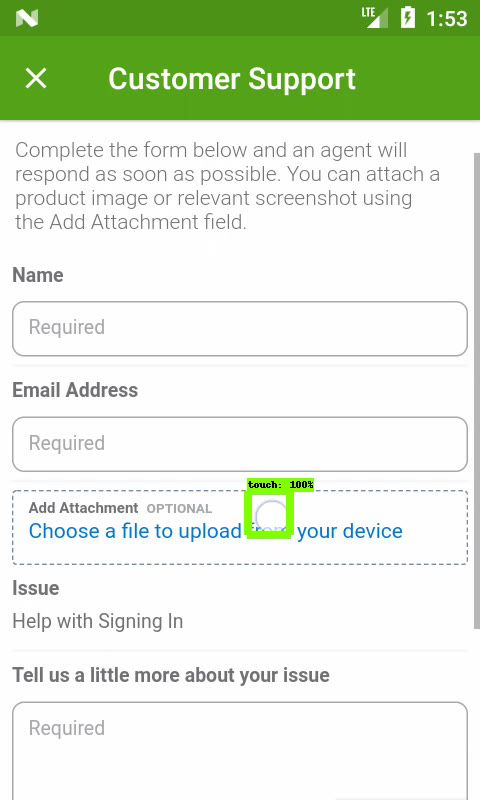 LTE 1:53
Customer Support
Complete the form below and an agent will
respond as soon as possible. You can attach a
product image or relevant screenshot using
the Add Attachment field.
Name
Required
Email Address
Required
touch: 100%
Add Attachment OPTIONAL
Choose a file to upload from your device
Issue
Help with Signing In
Tell us a little more about your issue
Required